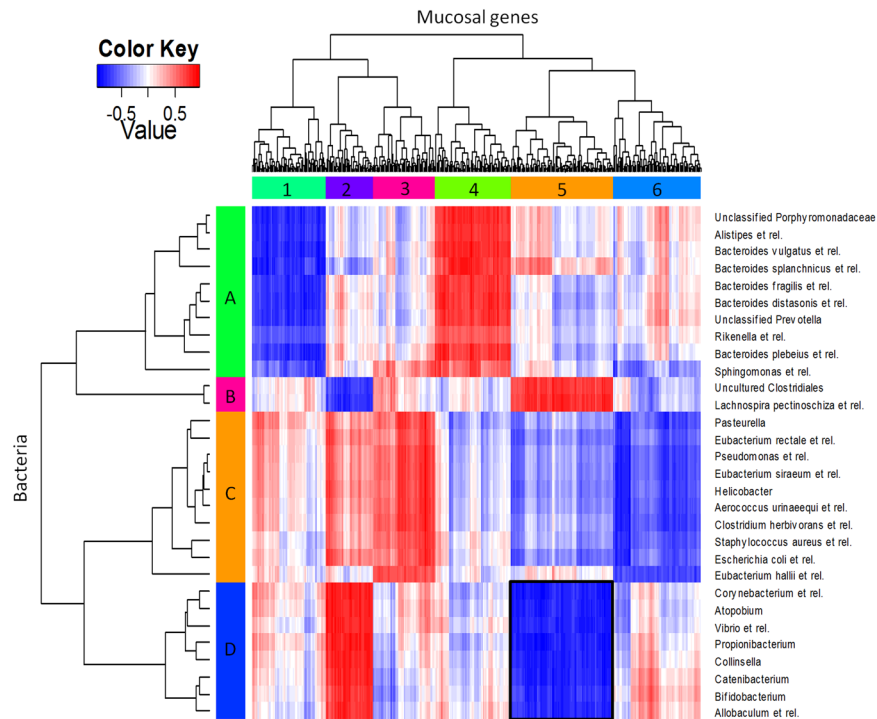 Mucosal genes
Color Key
-0.5 0.5
Value
1 2 3 4 5 6
Bacteria
A
B
C
D
Unclassified Porphyromonadaceae
Alistipes et rel.
Bacteroides vulgatus et rel.
Bacteroides splanchnicus et rel.
Bacteroides fragilis et rel.
Bacteroides distasonis et rel.
Unclassified Prevotella
Rikenella et rel.
Bacteroides plebeius et rel.
Sphingomonas et rel.
Uncultured Clostridiales
Lachnospira pectinoschiza et rel.
Pasteurella
Eubacterium rectale et rel.
Pseudomonas et rel.
Eubacterium siraeum et rel.
Helicobacter
Aerococcus urinaeequi et rel.
Clostridium herbivorans et rel.
Staphylococcus aureus et rel.
Escherichia coli et rel.
Eubacterium hallii et rel.
Corynebacterium et rel.
Atopobium
Vibrio et rel.
Propionibacterium
Collinsella
Catenibacterium
Bifidobacterium
Allobaculum et rel.